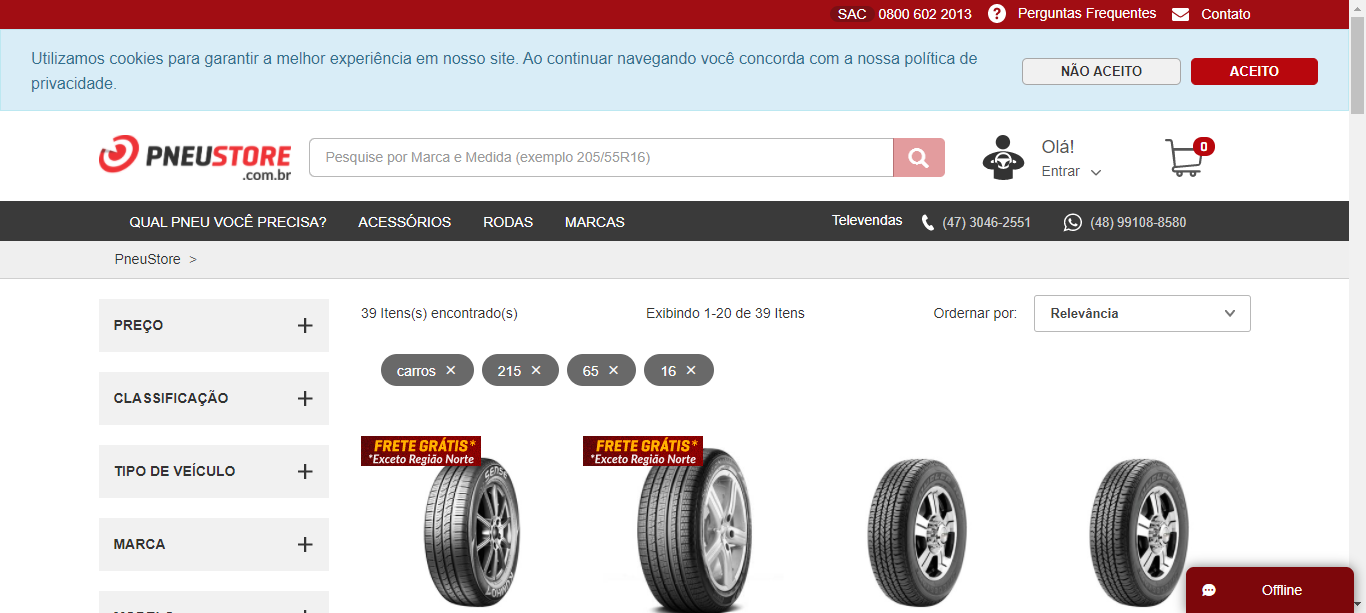 SAC 0800 602 2013 ? Perguntas Frequentes Contato
Utilizamos cookies para garantir a melhor experiência em nosso site. Ao continuar navegando você concorda com a nossa política de
privacidade.
NÃO ACEITO ACEITO
PNEUSTORE
.com.br
Pesquise por Marca e Medida (exemplo 205/55R16)
Olá!
Entrar
0
QUAL PNEU VOCÊ PRECISA? ACESSÓRIOS RODAS MARCAS Televendas (47) 3046-2551 (48) 99108-8580
PneuStore >
PREÇO +
CLASSIFICAÇÃO +
TIPO DE VEÍCULO +
MARCA +
39 Itens(s) encontrado(s) Exibindo 1-20 de 39 Itens Ordernar por: Relevância
carros × 215 × 65 × 16 ×
FRETE GRÁTIS*
*Exceto Região Norte
FRETE GRÁTIS*
*Exceto Região Norte
Offline